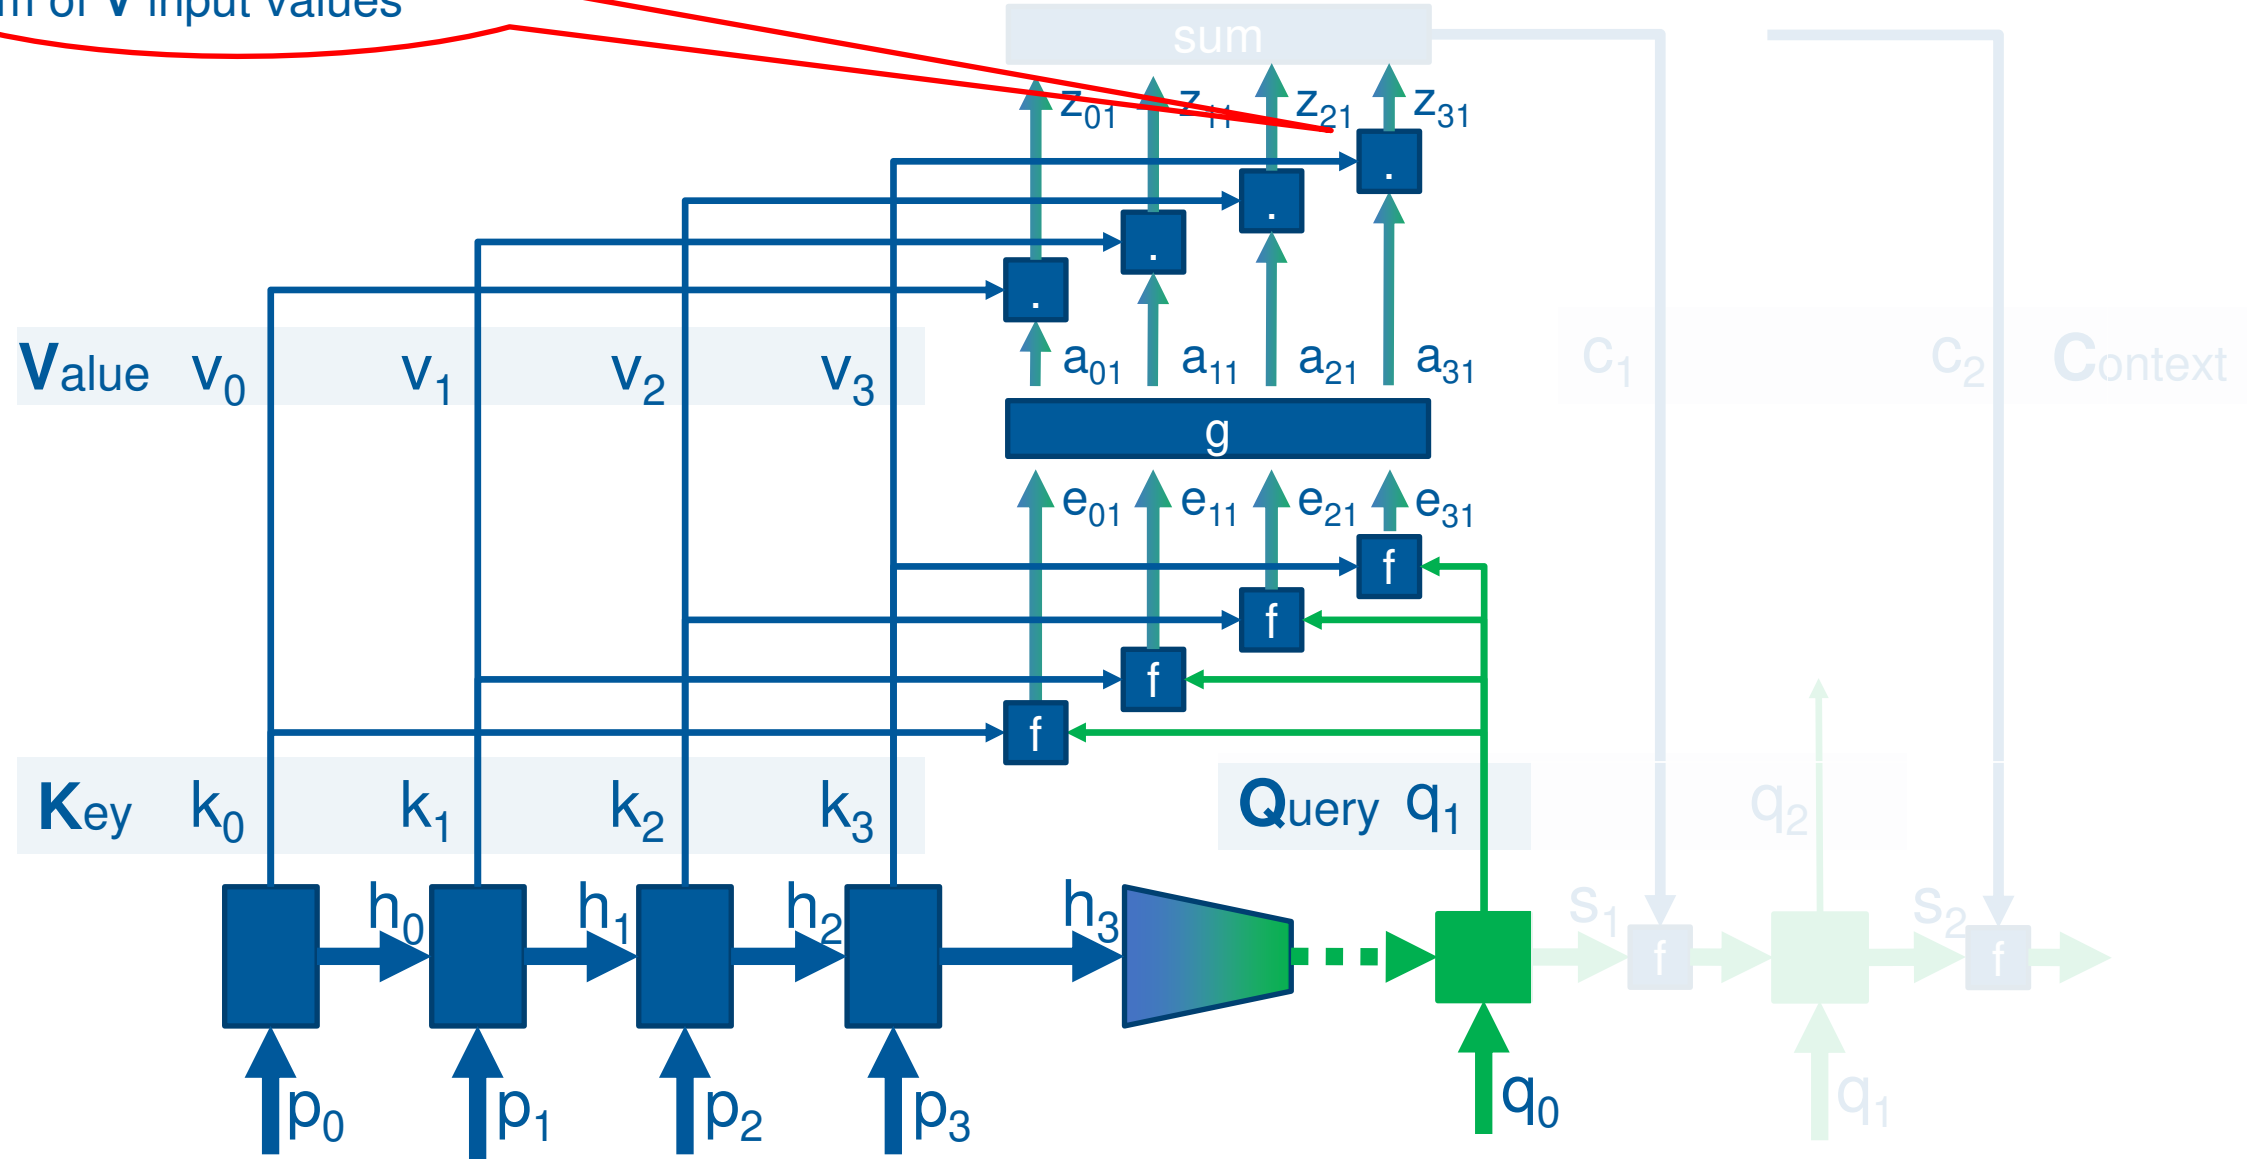 of V input values
sum
z01 z11 z21 z31
.
.
.
.
Value v0 v1 v2 v3 a01 a11 a21 a31 c1 c2 Context
g
e01 e11 e21 e31
f
f
f
f
Key k0 k1 k2 k3 Query q1 q2
h0 h1 h2 h3 s1 s2
f f
p0 p1 p2 p3 q0 q1